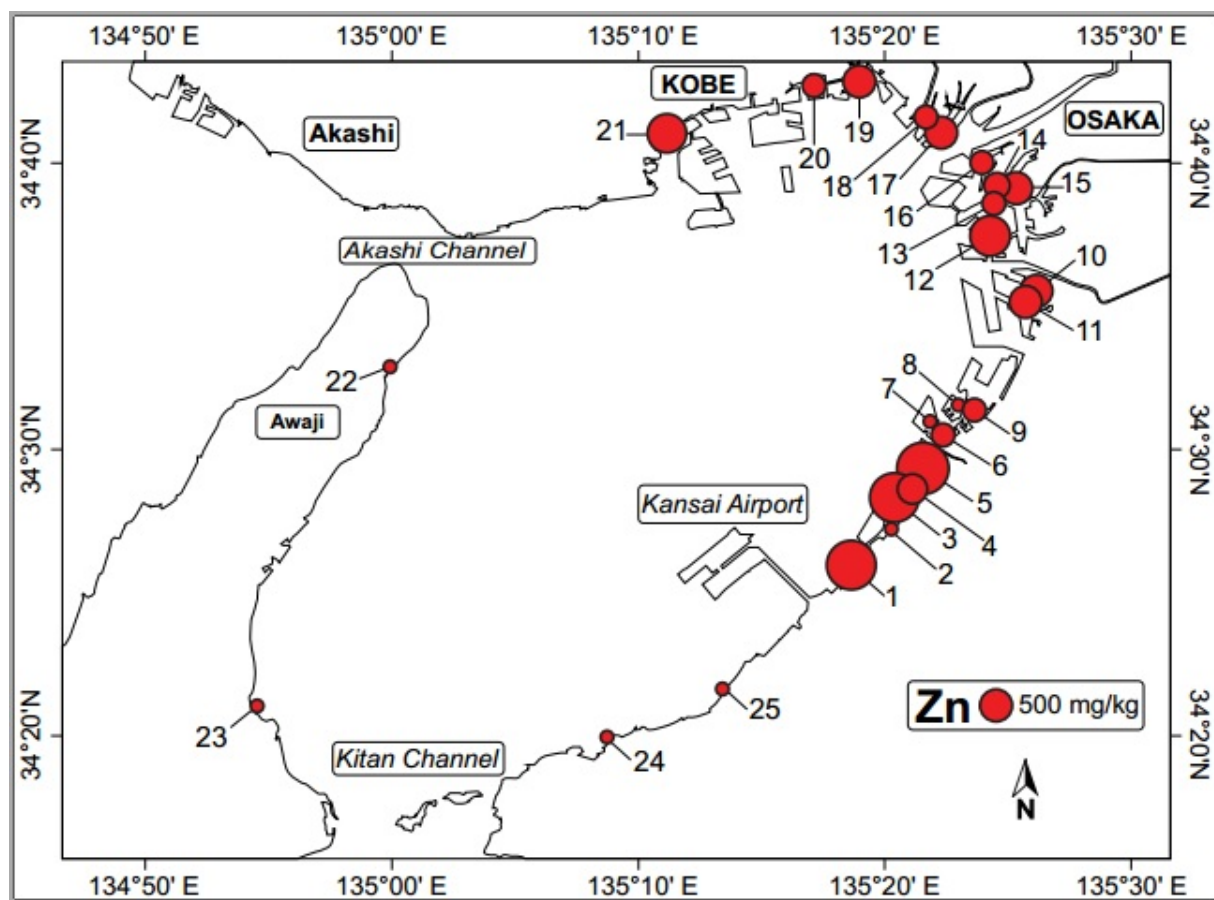 134°50' E 135°00' E 135°10' E 135°20' E 135°30' E
KOBE
Akashi
OSAKA
21
20
19
18
17
14
16
15
34°40'N
34°40'N
13
12
Akashi Channel
10
11
22
8
7
Awaji
9
34°30'N
34°30'N
6
Kansai Airport
5
3
4
2
1
25
Zn 500 mg/kg
23
Kitan Channel
24
34°20'N
34°20'N
N
134°50' E 135°00' E 135°10' E 135°20' E 135°30' E